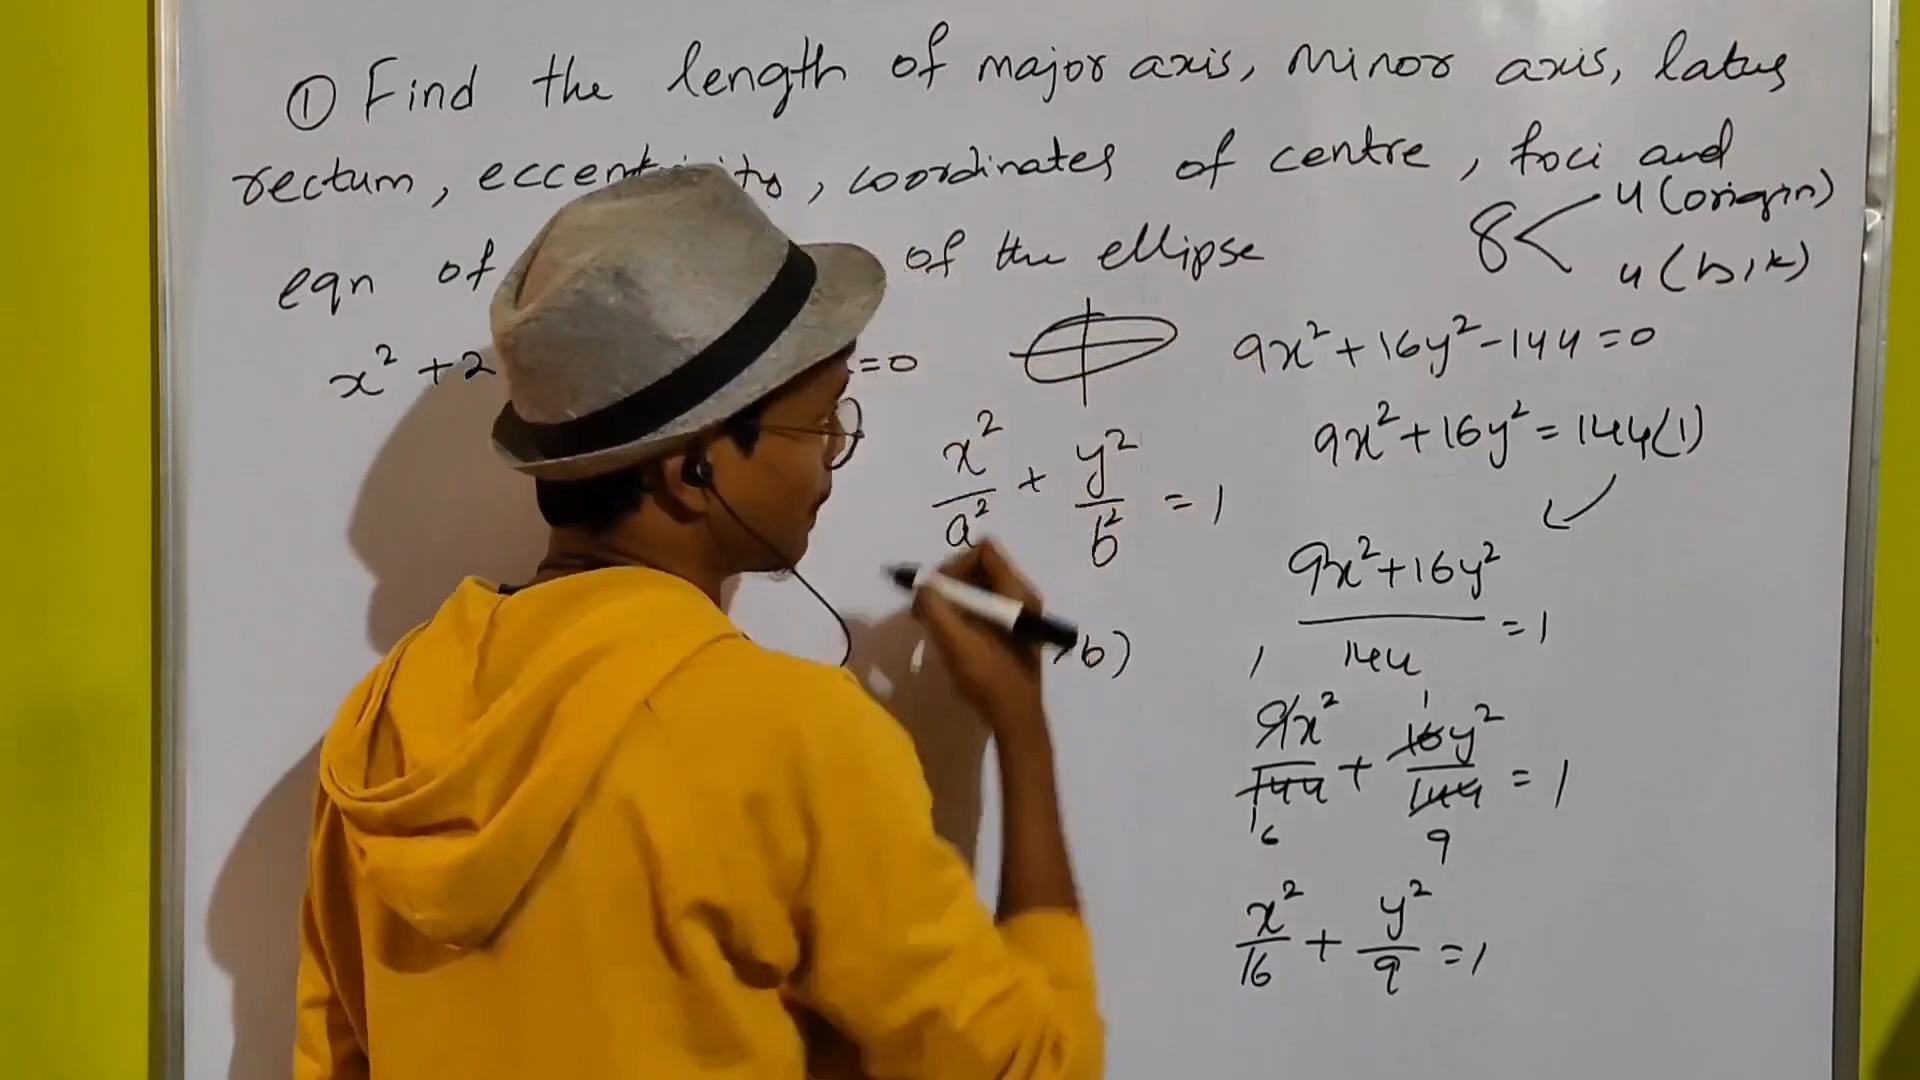 ① Find the length of major axis, minor axis, latus
rectum, , coordinates of centre, foci and
eqn of of the ellipse
8 < 4 (origin)
4 (h, k)
x² + 2 =0
9x² + 16y² - 144 = 0
9x² + 16y² = 144(1)
x²/a² + y²/b² = 1
(9x² + 16y²)/144 = 1
b)
9x²/144 + 16y²/144 = 1
1 1
16 9
x²/16 + y²/9 = 1